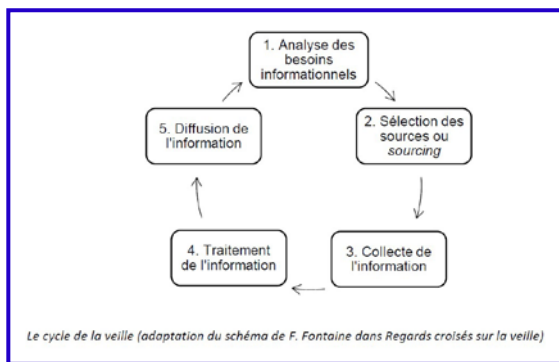 1. Analyse des
besoins
informationnels
2. Sélection des
sources ou
sourcing
3. Collecte de
l'information
4. Traitement
de l'information
5. Diffusion de
l'information
Le cycle de la veille (adaptation du schéma de F. Fontaine dans Regards croisés sur la veille)